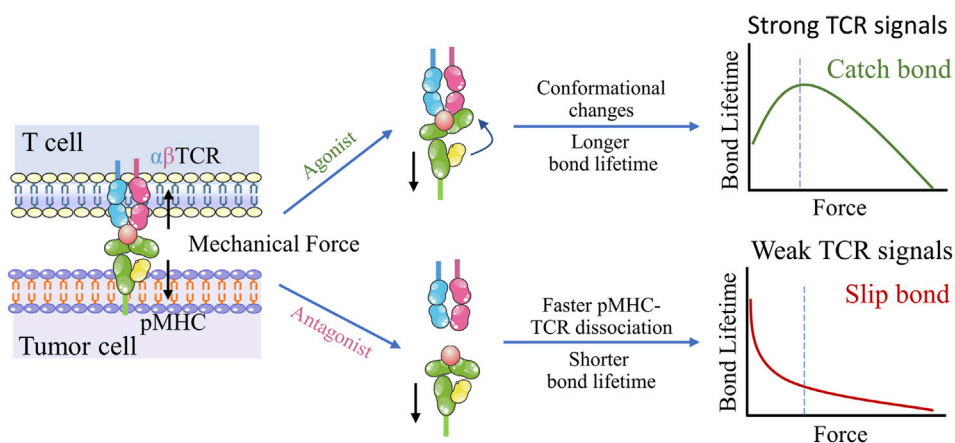 T cell
αβTCR
Mechanical Force
pMHC
Tumor cell
Agonist
Antagonist
Conformational
changes
Longer
bond lifetime
Faster pMHC-
TCR dissociation
Shorter
bond lifetime
Strong TCR signals
Catch bond
Bond Lifetime
Force
Weak TCR signals
Slip bond
Bond Lifetime
Force